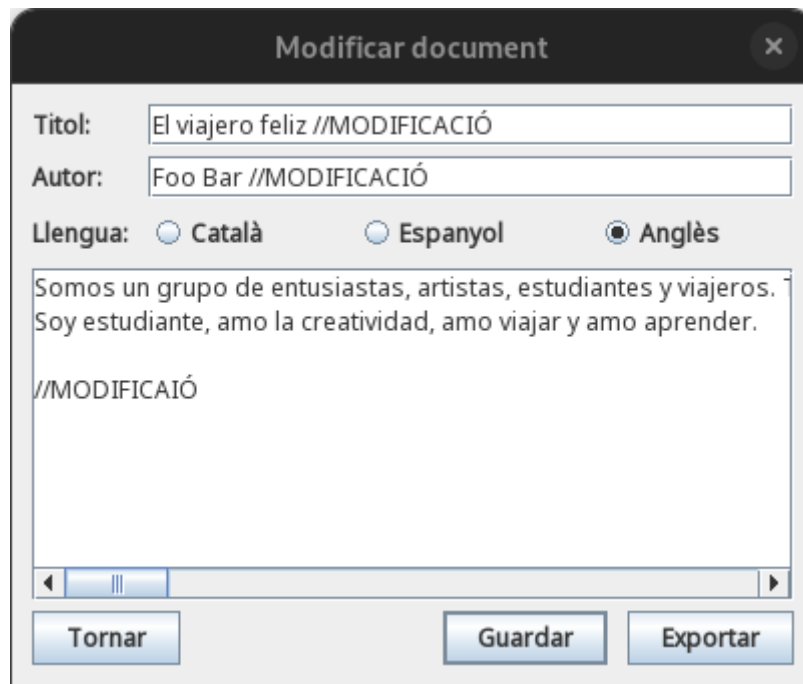 Modificar document
Titol: El viajero feliz //MODIFICACIÓ
Autor: Foo Bar //MODIFICACIÓ
Llengua: Català Espanyol Anglès
Somos un grupo de entusiastas, artistas, estudiantes y viajeros.
Soy estudiante, amo la creatividad, amo viajar y amo aprender.
//MODIFICAIÓ
Tornar Guardar Exportar